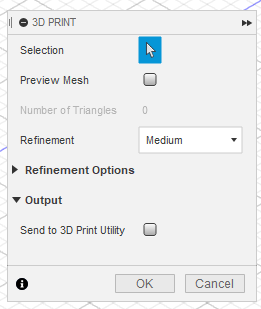 3D PRINT
Selection
Preview Mesh
Number of Triangles 0
Refinement Medium
Refinement Options
Output
Send to 3D Print Utility
OK Cancel